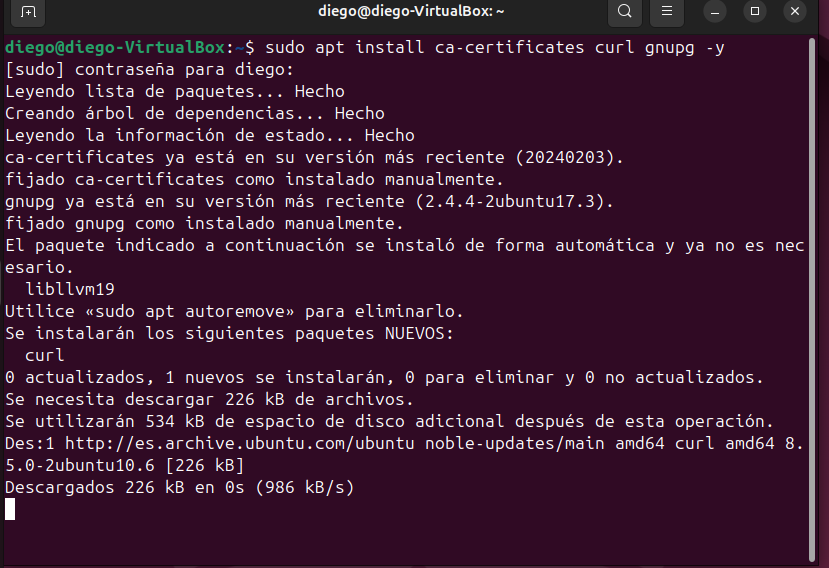 diego@diego-VirtualBox: ~
diego@diego-VirtualBox:~$ sudo apt install ca-certificates curl gnupg -y
[sudo] contraseña para diego:
Leyendo lista de paquetes... Hecho
Creando árbol de dependencias... Hecho
Leyendo la información de estado... Hecho
ca-certificates ya está en su versión más reciente (20240203).
fijado ca-certificates como instalado manualmente.
gnupg ya está en su versión más reciente (2.4.4-2ubuntu17.3).
fijado gnupg como instalado manualmente.
El paquete indicado a continuación se instaló de forma automática y ya no es nec
esario.
  libllvm19
Utilice «sudo apt autoremove» para eliminarlo.
Se instalarán los siguientes paquetes NUEVOS:
  curl
0 actualizados, 1 nuevos se instalarán, 0 para eliminar y 0 no actualizados.
Se necesita descargar 226 kB de archivos.
Se utilizarán 534 kB de espacio de disco adicional después de esta operación.
Des:1 http://es.archive.ubuntu.com/ubuntu noble-updates/main amd64 curl amd64 8.
5.0-2ubuntu10.6 [226 kB]
Descargados 226 kB en 0s (986 kB/s)